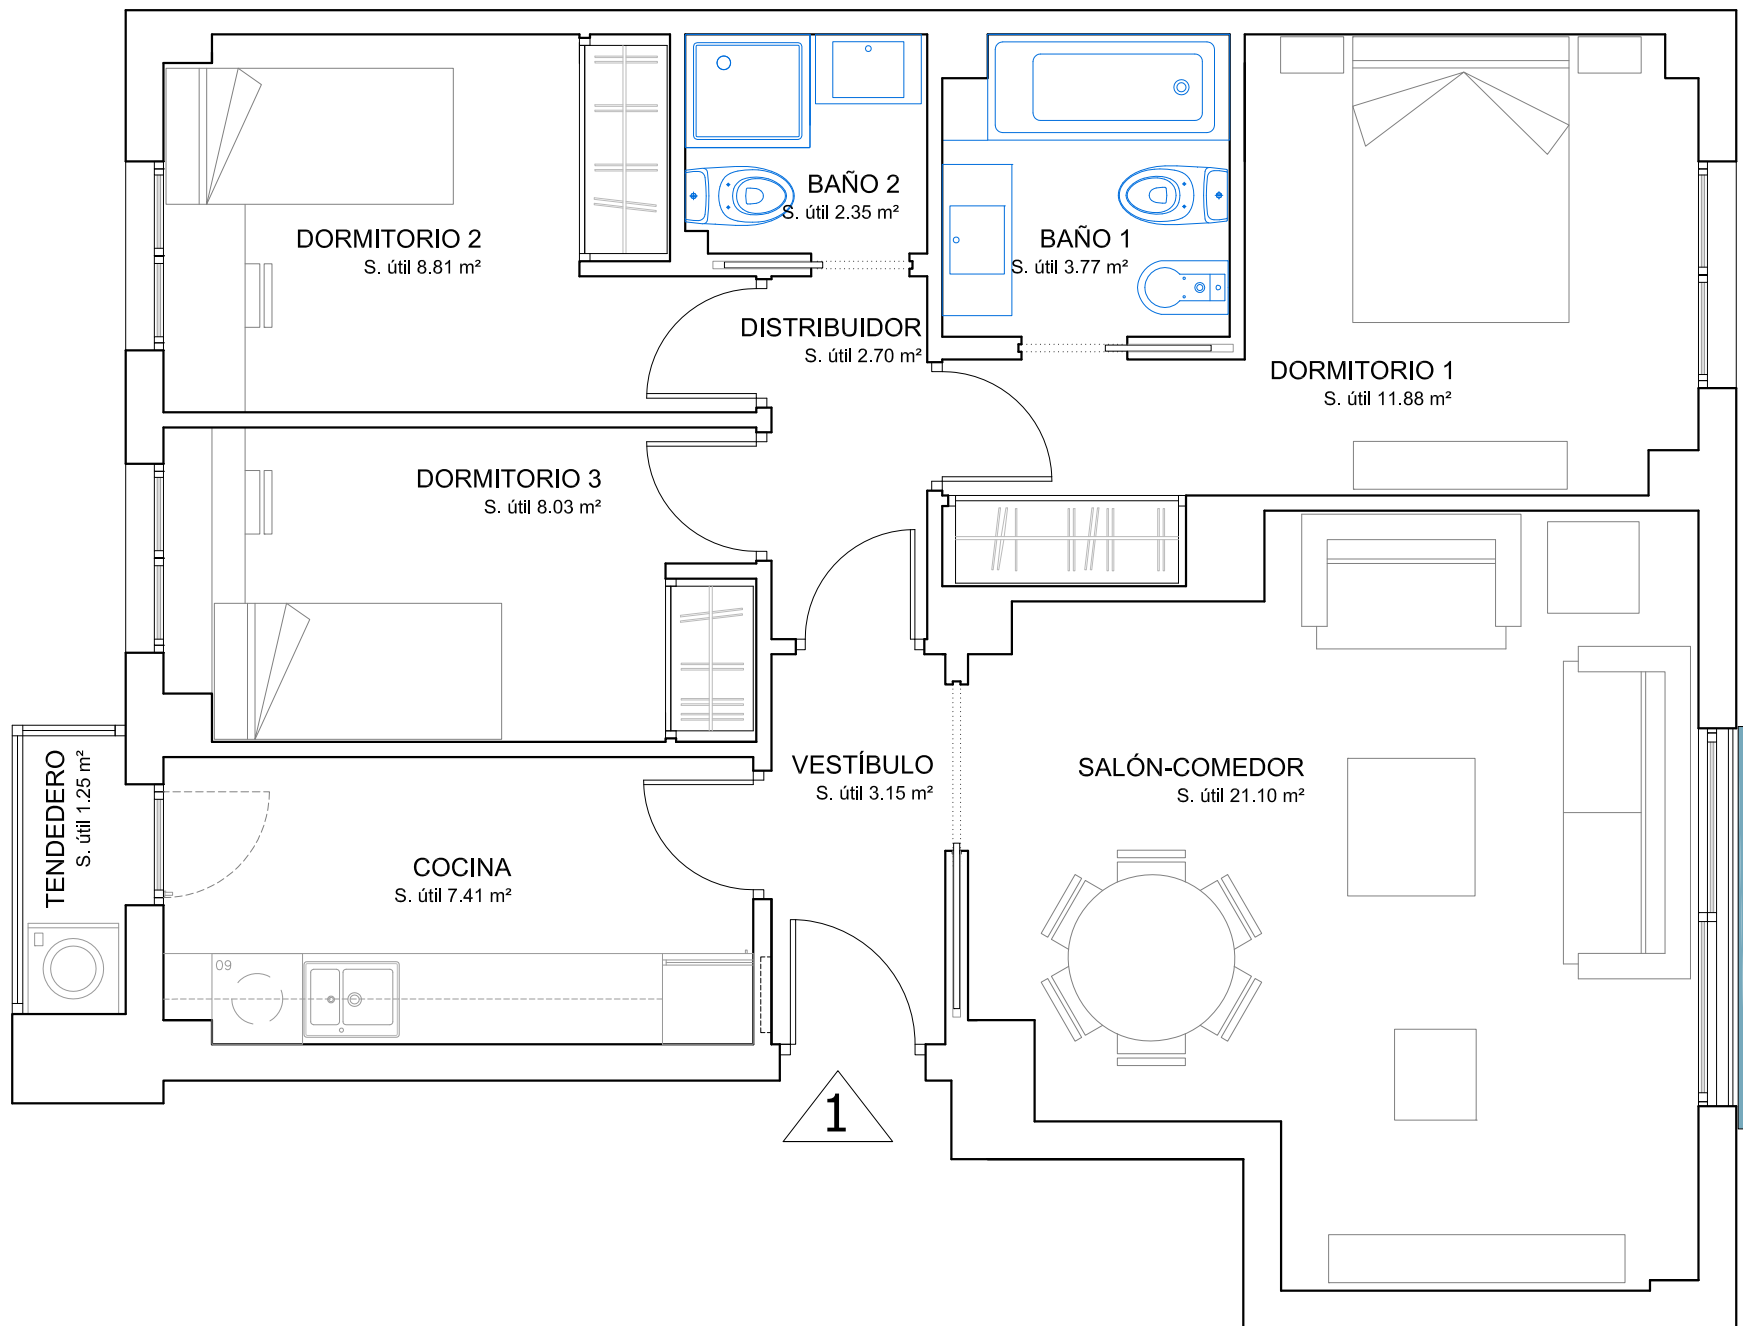 BAÑO 2
S. útil 2.35 m²
DORMITORIO 2
S. útil 8.81 m²
BAÑO 1
S. útil 3.77 m²
DISTRIBUIDOR
S. útil 2.70 m²
DORMITORIO 1
S. útil 11.88 m²
DORMITORIO 3
S. útil 8.03 m²
TENDEDERO
S. útil 1.25 m²
VESTÍBULO
S. útil 3.15 m²
SALÓN-COMEDOR
S. útil 21.10 m²
COCINA
S. útil 7.41 m²
09
1